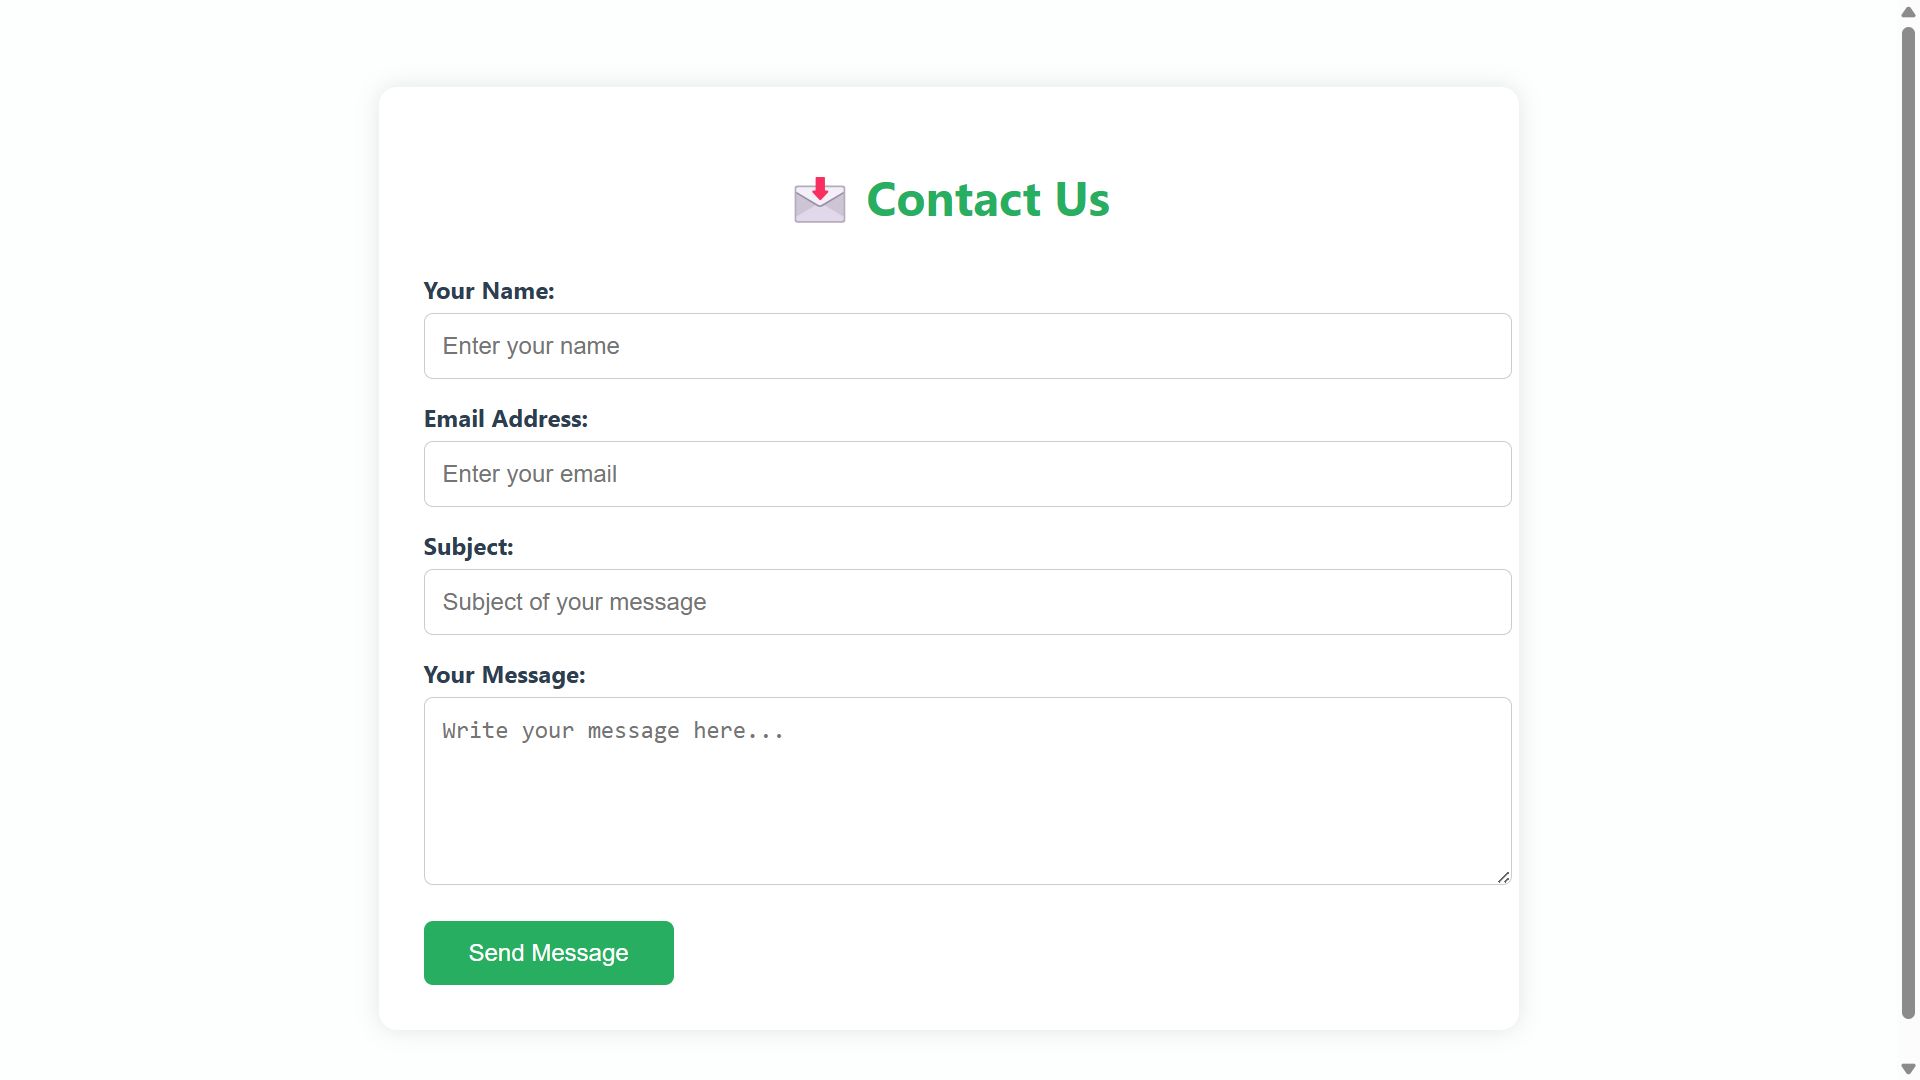 Contact Us
Your Name:
Enter your name
Email Address:
Enter your email
Subject:
Subject of your message
Your Message:
Write your message here...
Send Message